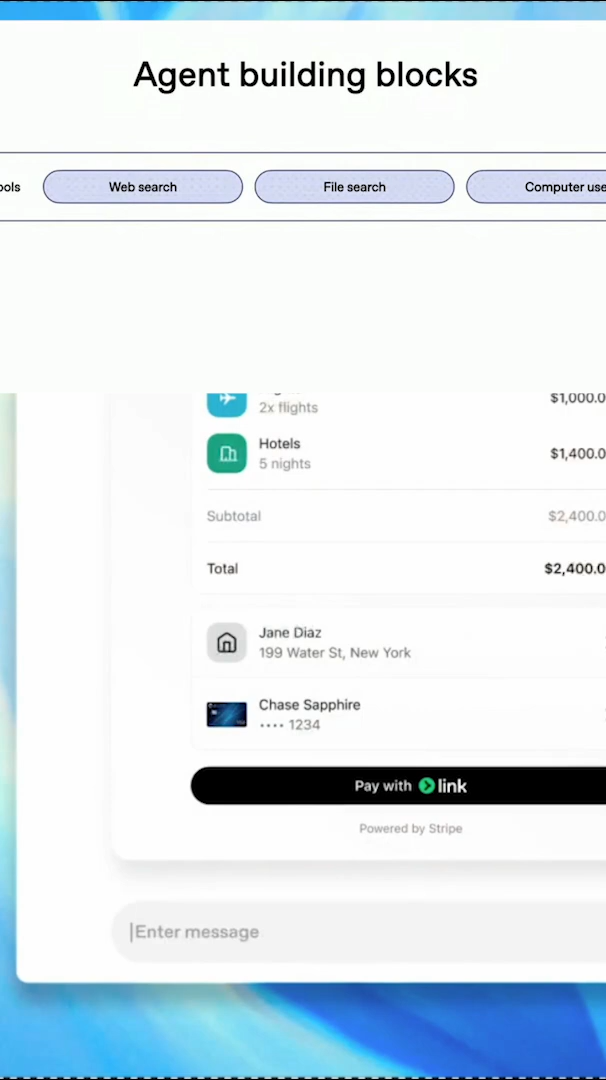 Agent building blocks
ools
Web search
File search
Computer use
2x flights
$1,000.0
Hotels
5 nights
$1,400.0
Subtotal
$2,400.0
Total
$2,400.0
Jane Diaz
199 Water St, New York
Chase Sapphire
•••• 1234
Pay with link
Powered by Stripe
Enter message